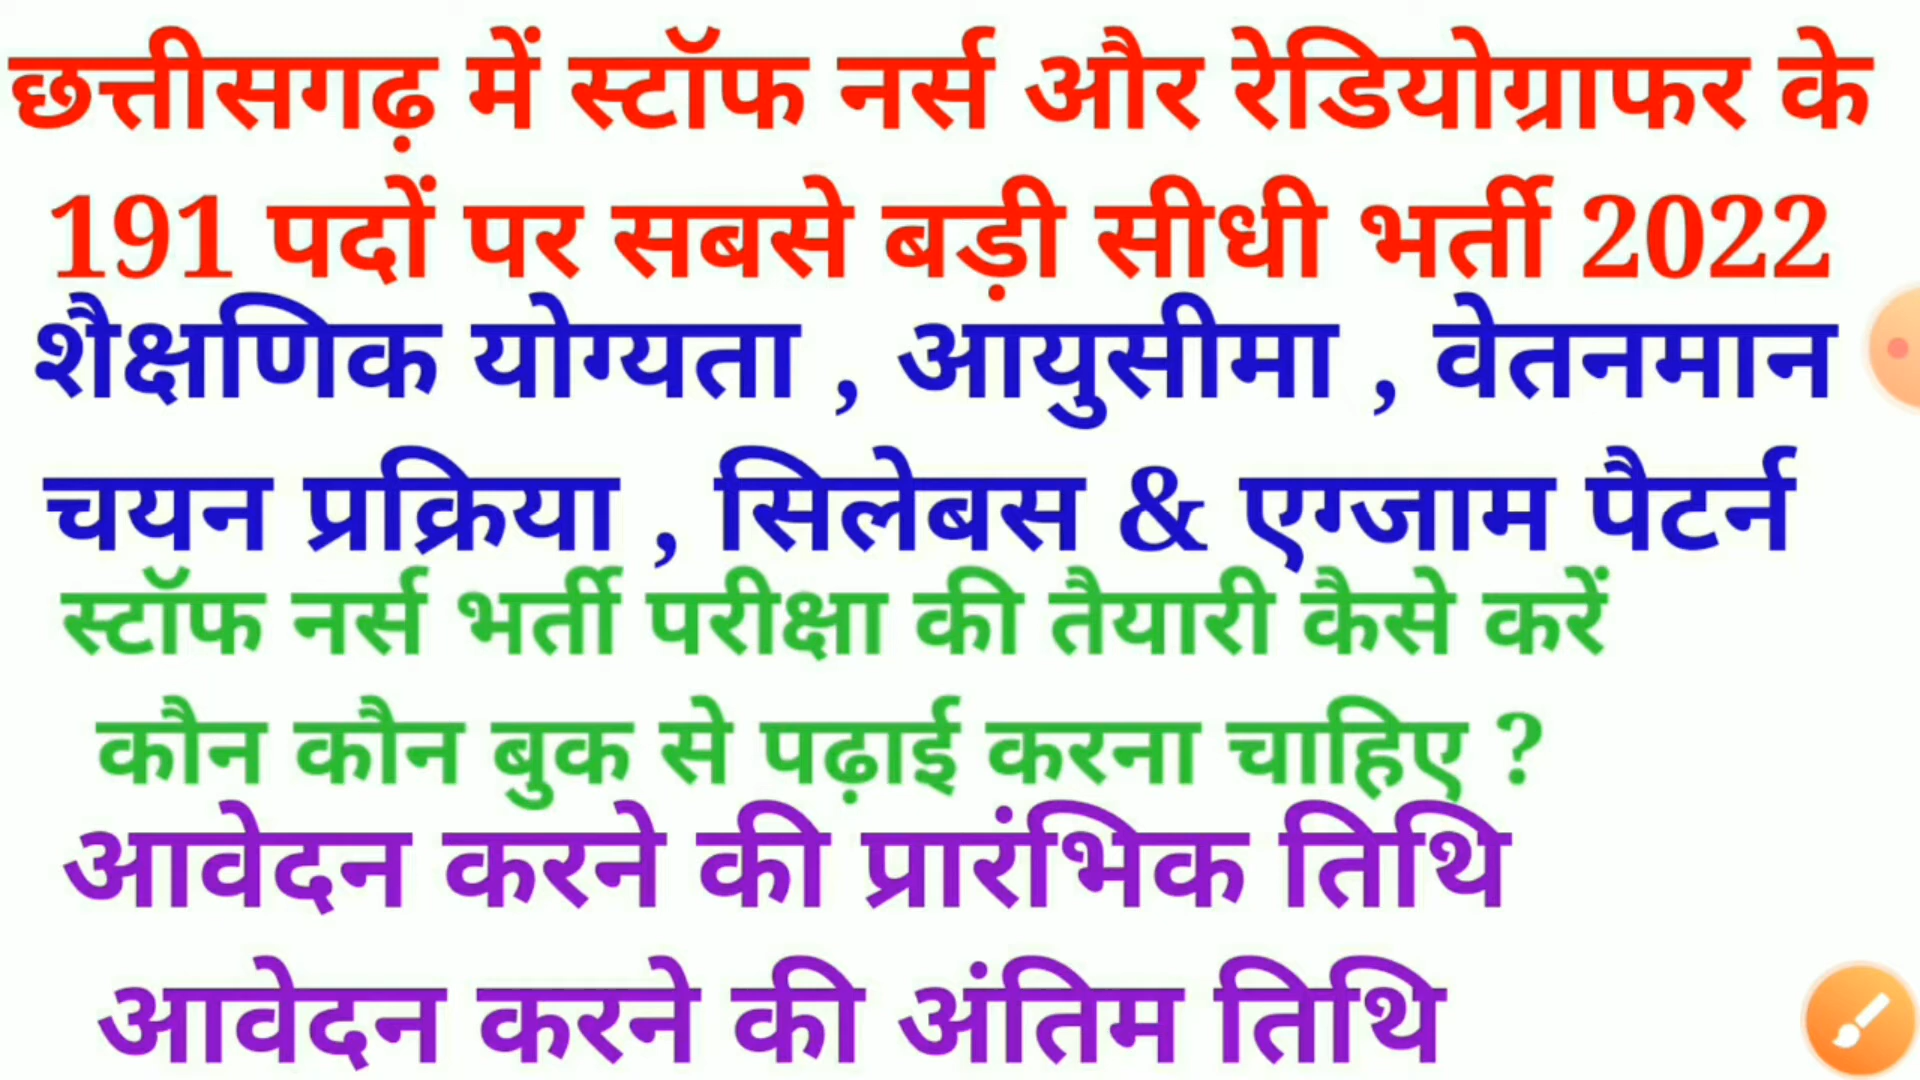 छत्तीसगढ़ में स्टॉफ नर्स और रेडियोग्राफर के
191 पदों पर सबसे बड़ी सीधी भर्ती 2022
शैक्षणिक योग्यता , आयुसीमा , वेतनमान
चयन प्रक्रिया , सिलेबस & एग्जाम पैटर्न
स्टॉफ नर्स भर्ती परीक्षा की तैयारी कैसे करें
कौन कौन बुक से पढ़ाई करना चाहिए ?
आवेदन करने की प्रारंभिक तिथि
आवेदन करने की अंतिम तिथि